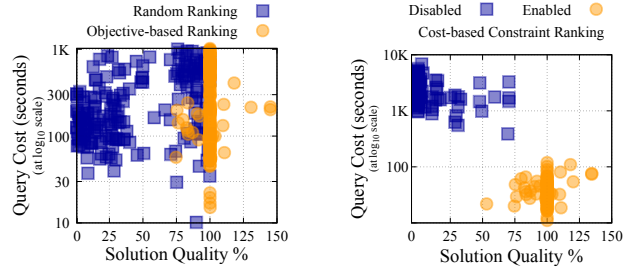 Random Ranking
Objective-based Ranking
Query Cost (seconds)
(at log10 scale)
1K
300
100
30
10
0 25 50 75 100 125 150
Solution Quality %
Disabled Enabled
Cost-based Constraint Ranking
Query Cost (seconds)
(at log10 scale)
10K
1K
100
0 25 50 75 100 125 150
Solution Quality %